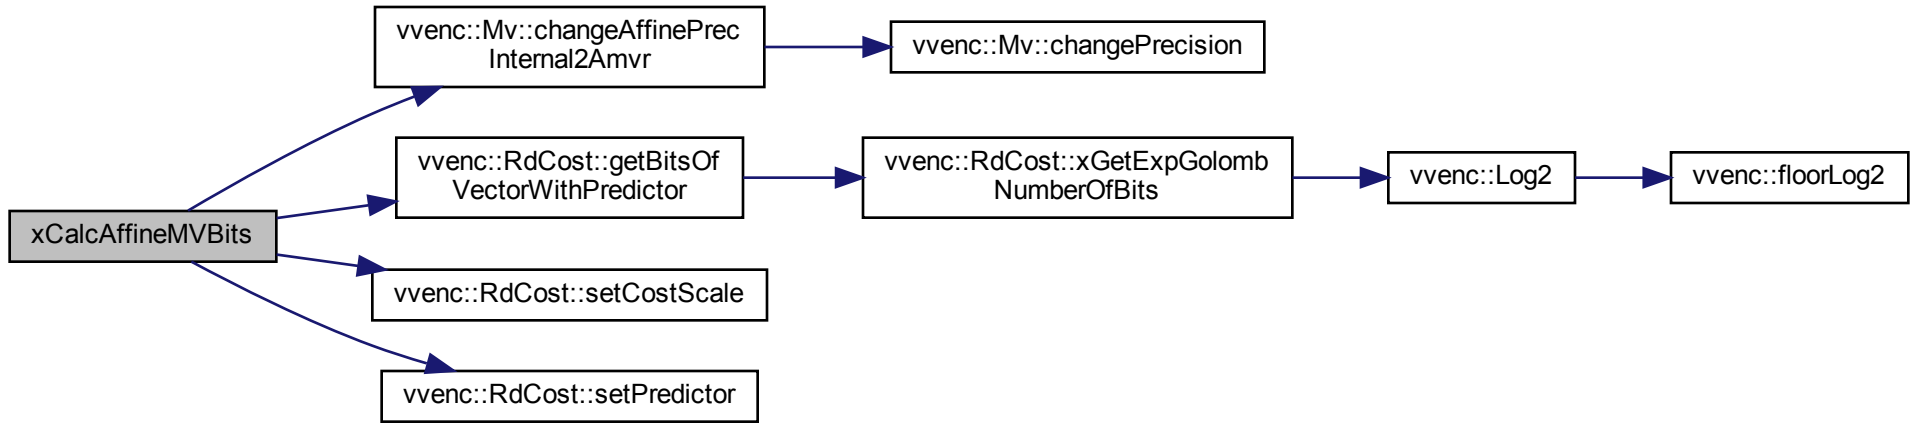 vvenc::Mv::changeAffinePrec
Internal2Amvr
vvenc::Mv::changePrecision
vvenc::RdCost::getBitsOf
VectorWithPredictor
vvenc::RdCost::xGetExpGolomb
NumberOfBits
vvenc::Log2
vvenc::floorLog2
xCalcAffineMVBits
vvenc::RdCost::setCostScale
vvenc::RdCost::setPredictor